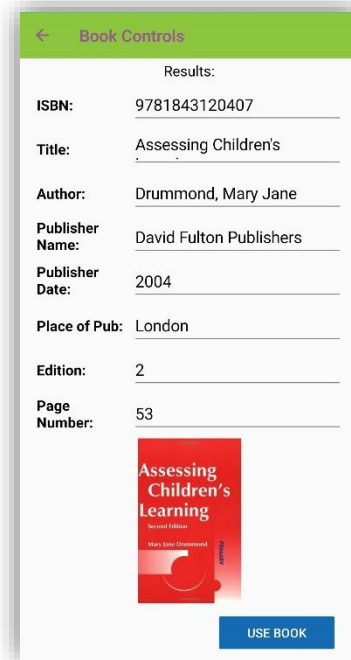 Book Controls
Results:
ISBN: 9781843120407
Title: Assessing Children's
Author: Drummond, Mary Jane
Publisher
Name: David Fulton Publishers
Publisher
Date: 2004
Place of Pub: London
Edition: 2
Page
Number: 53
Assessing
Children's
Learning
Second Edition
Mary Jane Drummond
PRIMARY
USE BOOK